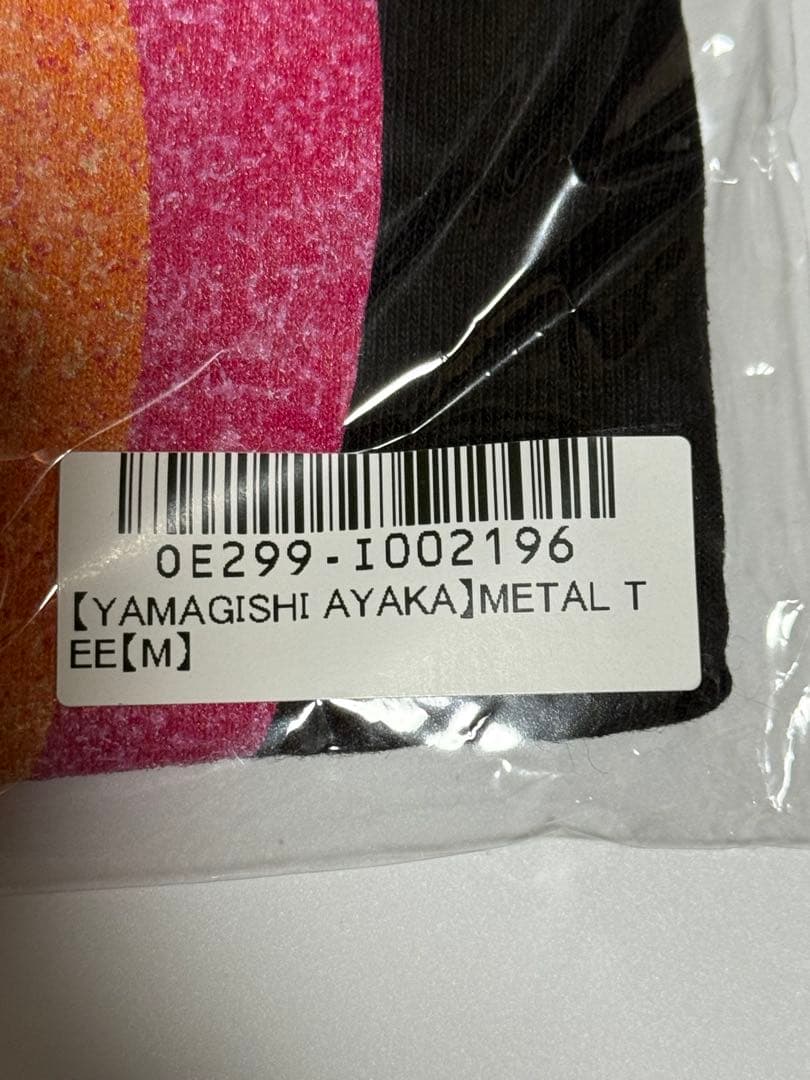 0E299-I002196
【YAMAGISHI AYAKA】METAL T
EE【M】